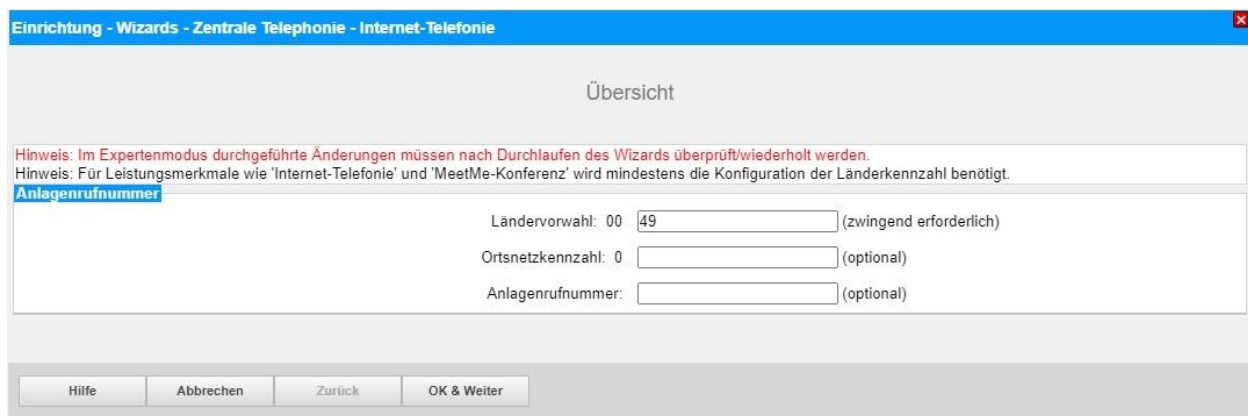 Einrichtung - Wizards - Zentrale Telephonie - Internet-Telefonie
Übersicht
Hinweis: Im Expertenmodus durchgeführte Änderungen müssen nach Durchlaufen des Wizards überprüft/wiederholt werden.
Hinweis: Für Leistungsmerkmale wie 'Internet-Telefonie' und 'MeetMe-Konferenz' wird mindestens die Konfiguration der Länderkennzahl benötigt.
Anlagenrufnummer
Ländervorwahl: 00 49 (zwingend erforderlich)
Ortsnetzkennzahl: 0 (optional)
Anlagenrufnummer: (optional)
Hilfe Abbrechen Zurück OK & Weiter